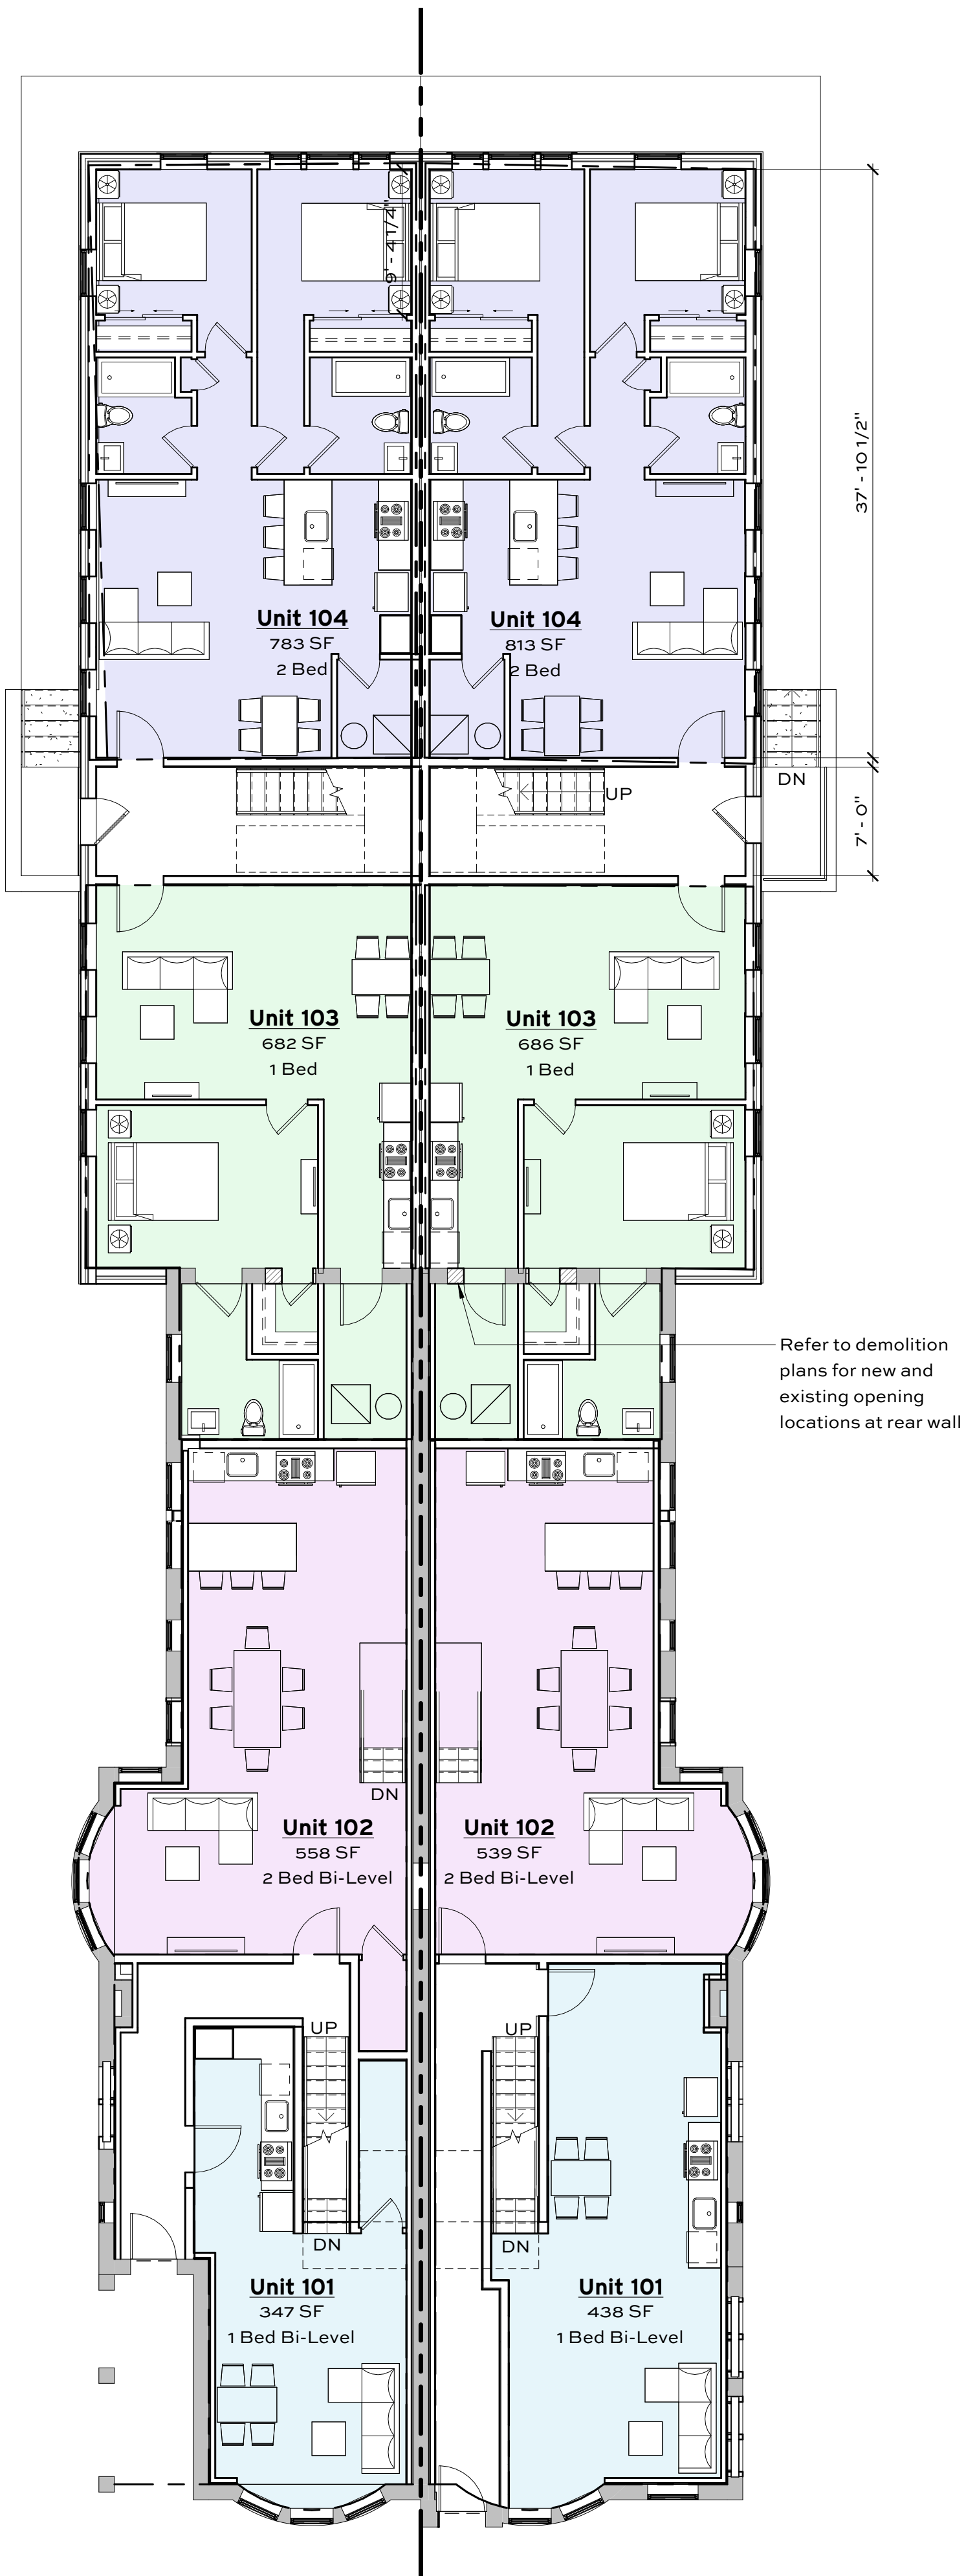 9' - 4 1/4"
37' - 10 1/2"
Unit 104
783 SF
2 Bed
Unit 104
813 SF
2 Bed
UP
DN
7' - 0"
Unit 103
682 SF
1 Bed
Unit 103
686 SF
1 Bed
Refer to demolition
plans for new and
existing opening
locations at rear wall
DN
Unit 102
558 SF
2 Bed Bi-Level
Unit 102
539 SF
2 Bed Bi-Level
UP
UP
DN
DN
Unit 101
347 SF
1 Bed Bi-Level
Unit 101
438 SF
1 Bed Bi-Level